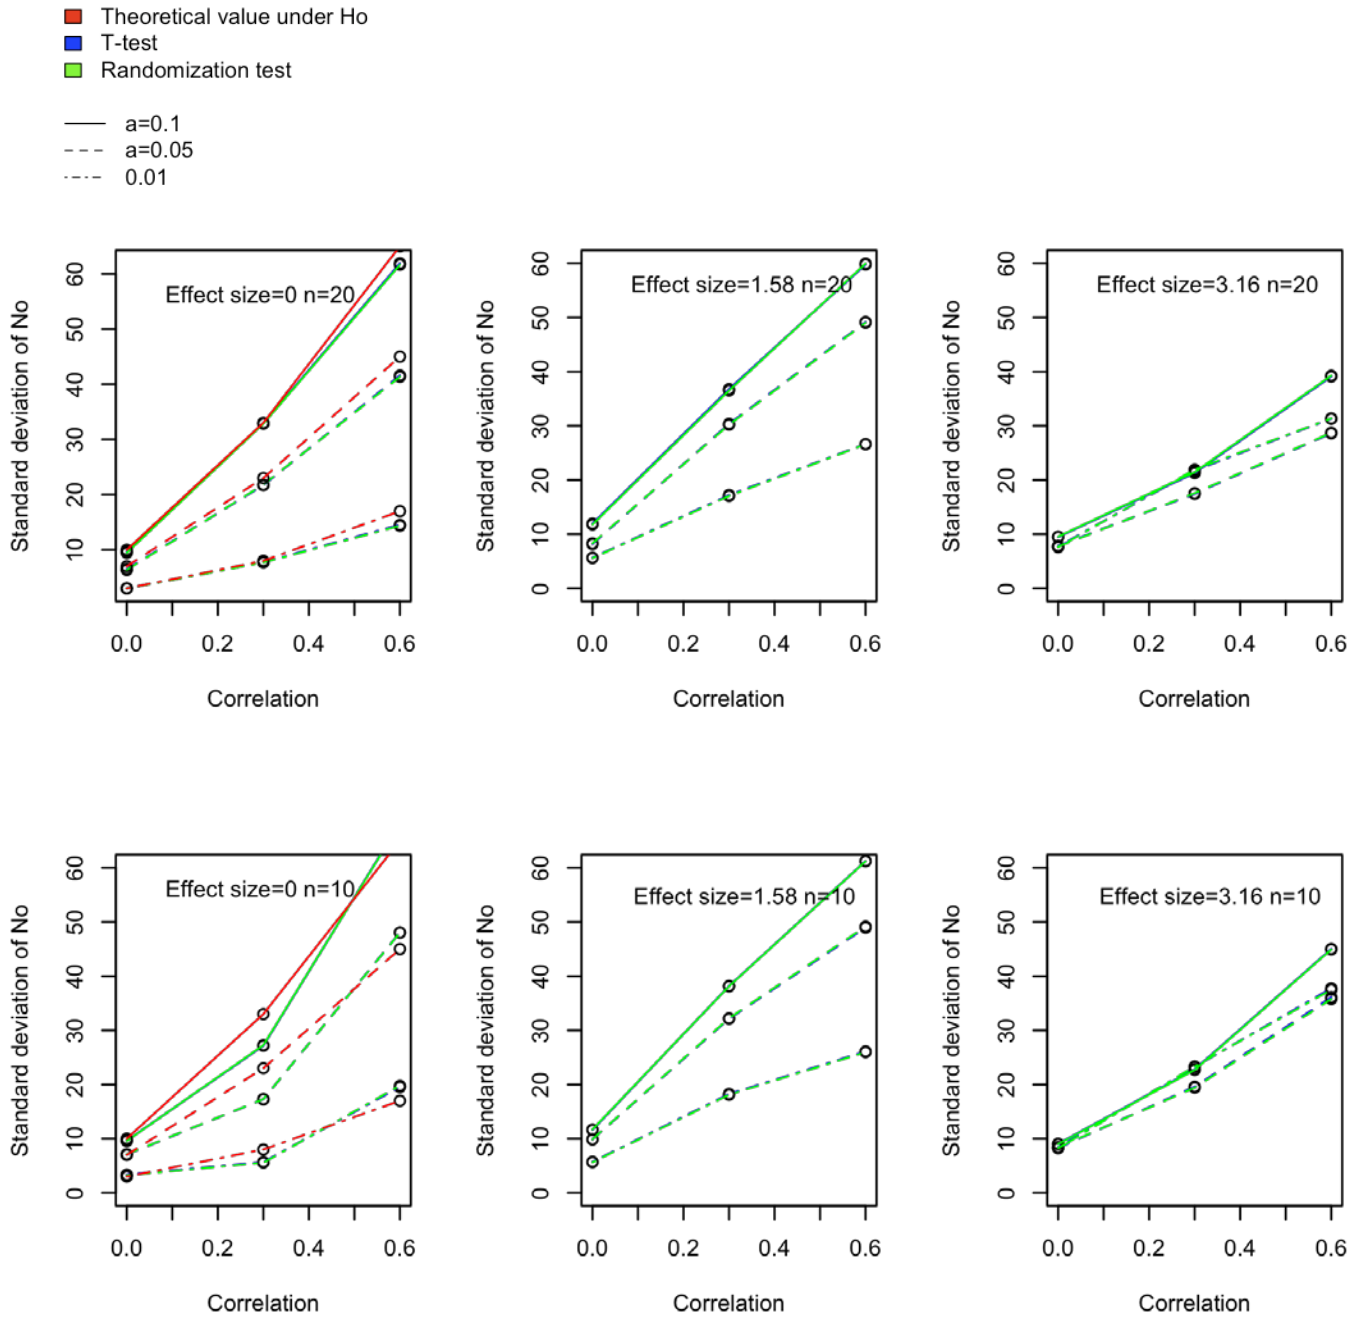 Theoretical value under Ho
T-test
Randomization test
a=0.1
a=0.05
0.01
Effect size=0 n=20
Standard deviation of No
10
20
30
40
50
60
0.0
0.2
0.4
0.6
Correlation
Effect size=1.58 n=20
Standard deviation of No
0
10
20
30
40
50
60
0.0
0.2
0.4
0.6
Correlation
Effect size=3.16 n=20
Standard deviation of No
0
10
20
30
40
50
60
0.0
0.2
0.4
0.6
Correlation
Effect size=0 n=10
Standard deviation of No
0
10
20
30
40
50
60
0.0
0.2
0.4
0.6
Correlation
Effect size=1.58 n=10
Standard deviation of No
0
10
20
30
40
50
60
0.0
0.2
0.4
0.6
Correlation
Effect size=3.16 n=10
Standard deviation of No
0
10
20
30
40
50
60
0.0
0.2
0.4
0.6
Correlation